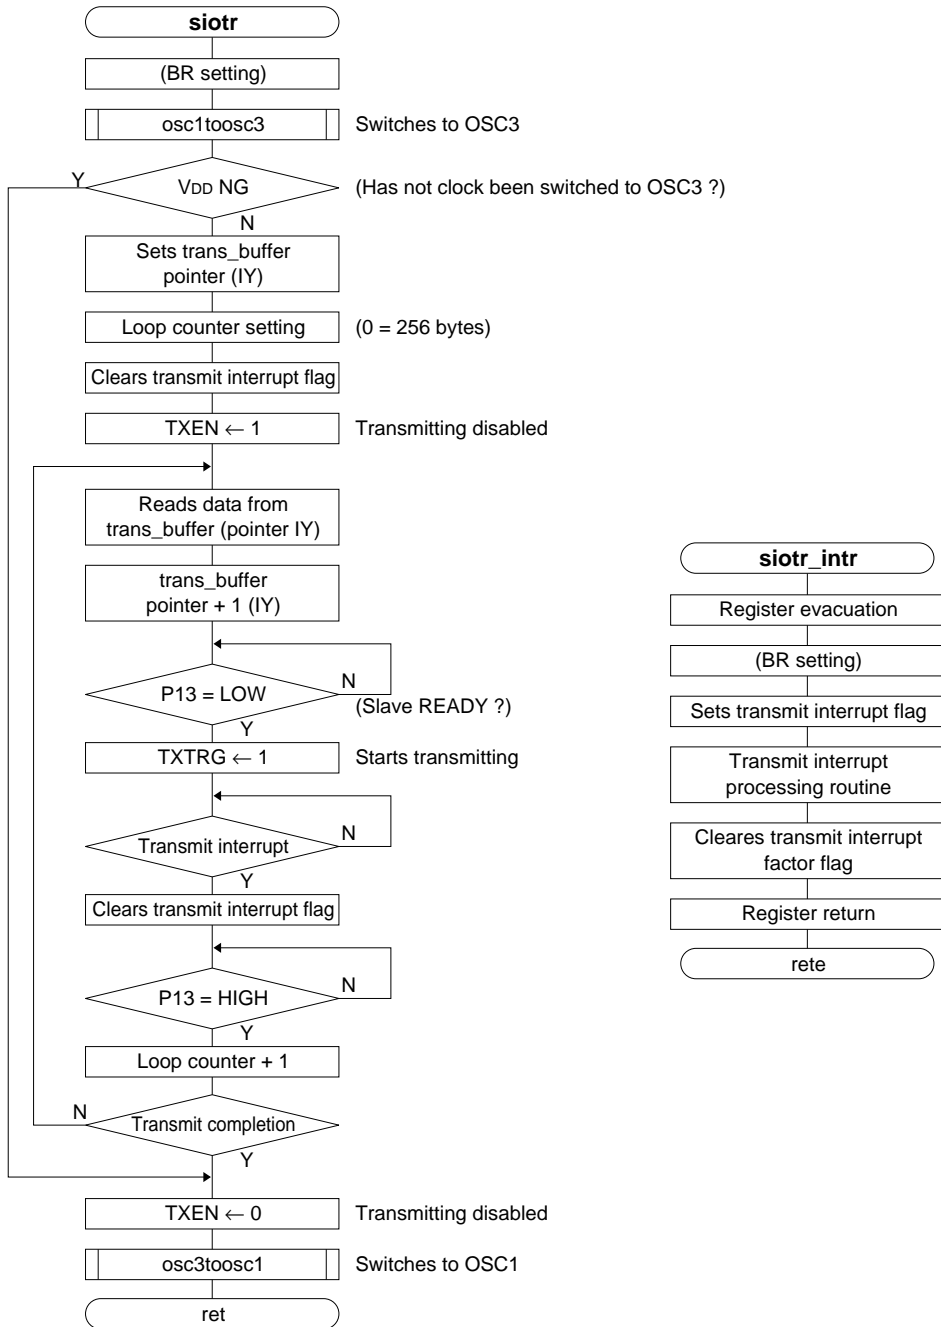 siotr
(BR setting)
osc1toosc3
Switches to OSC3
Y
VDD NG
(Has not clock been switched to OSC3 ?)
N
Sets trans_buffer
pointer (IY)
Loop counter setting
(0 = 256 bytes)
Clears transmit interrupt flag
TXEN ← 1
Transmitting disabled
Reads data from
trans_buffer (pointer IY)
trans_buffer
pointer + 1 (IY)
P13 = LOW
N
(Slave READY ?)
Y
TXTRG ← 1
Starts transmitting
Transmit interrupt
N
Y
Clears transmit interrupt flag
P13 = HIGH
N
Y
Loop counter + 1
N
Transmit completion
Y
TXEN ← 0
Transmitting disabled
osc3toosc1
Switches to OSC1
ret
siotr_intr
Register evacuation
(BR setting)
Sets transmit interrupt flag
Transmit interrupt
processing routine
Cleares transmit interrupt
factor flag
Register return
rete